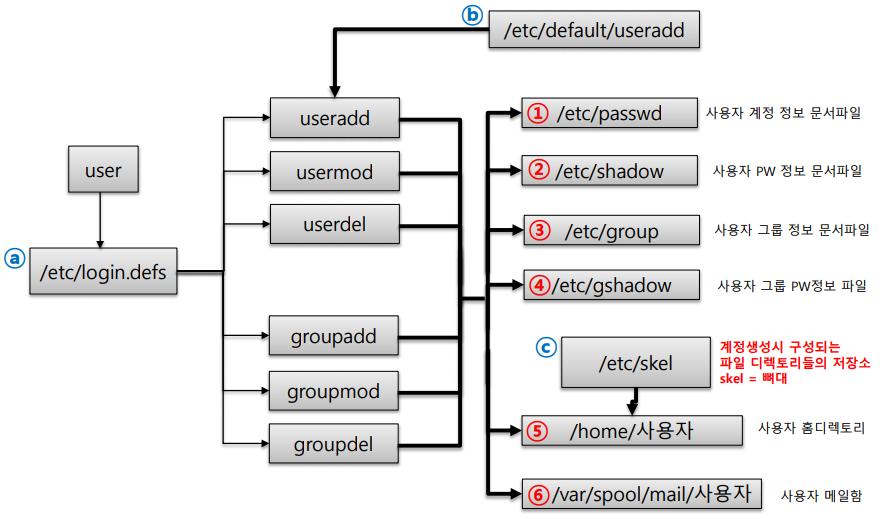 ⓑ /etc/default/useradd
useradd
① /etc/passwd
사용자 계정 정보 문서파일
user
usermod
② /etc/shadow
사용자 PW 정보 문서파일
userdel
③ /etc/group
사용자 그룹 정보 문서파일
ⓐ /etc/login.defs
④ /etc/gshadow
사용자 그룹 PW정보 파일
groupadd
ⓒ /etc/skel
계정생성시 구성되는
파일 디렉토리들의 저장소
skel = 뼈대
groupmod
groupdel
⑤ /home/사용자
사용자 홈디렉토리
⑥ /var/spool/mail/사용자
사용자 메일함